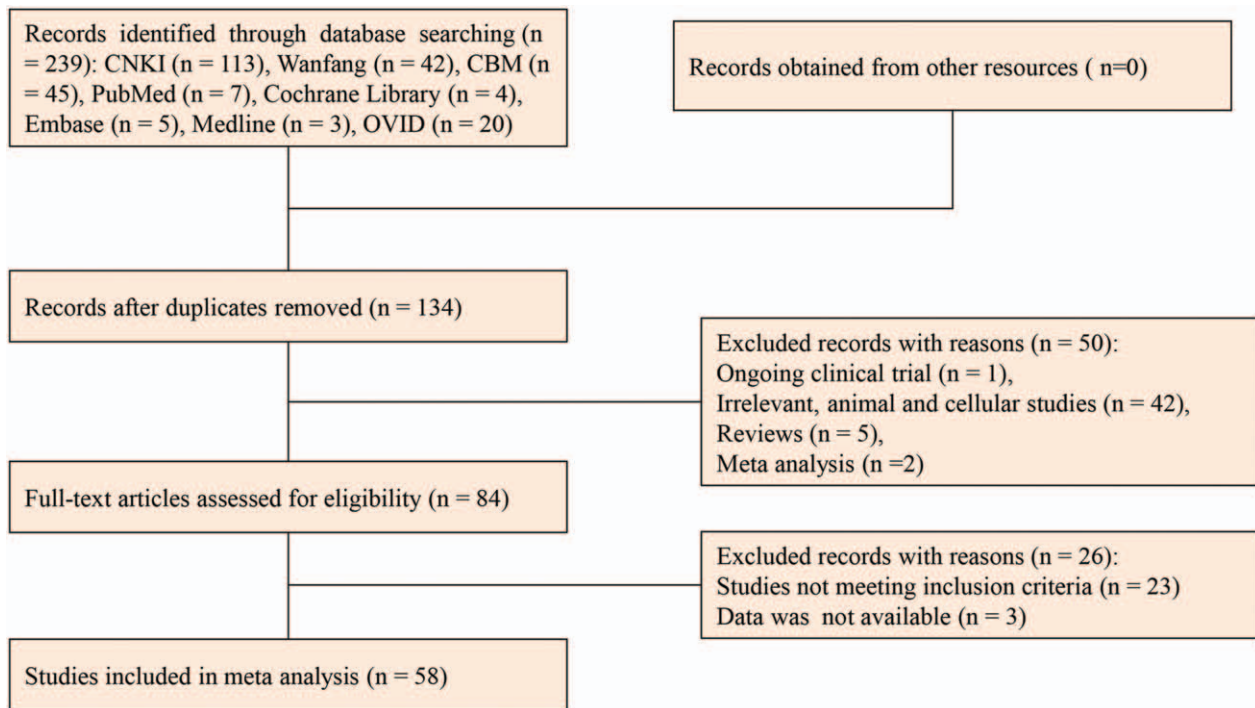 Records identified through database searching (n
= 239): CNKI (n = 113), Wanfang (n = 42), CBM (n
= 45), PubMed (n = 7), Cochrane Library (n = 4),
Embase (n = 5), Medline (n = 3), OVID (n = 20)
Records obtained from other resources ( n=0)
Records after duplicates removed (n = 134)
Excluded records with reasons (n = 50):
Ongoing clinical trial (n = 1),
Irrelevant, animal and cellular studies (n = 42),
Reviews (n = 5),
Meta analysis (n =2)
Full-text articles assessed for eligibility (n = 84)
Excluded records with reasons (n = 26):
Studies not meeting inclusion criteria (n = 23)
Data was not available (n = 3)
Studies included in meta analysis (n = 58)